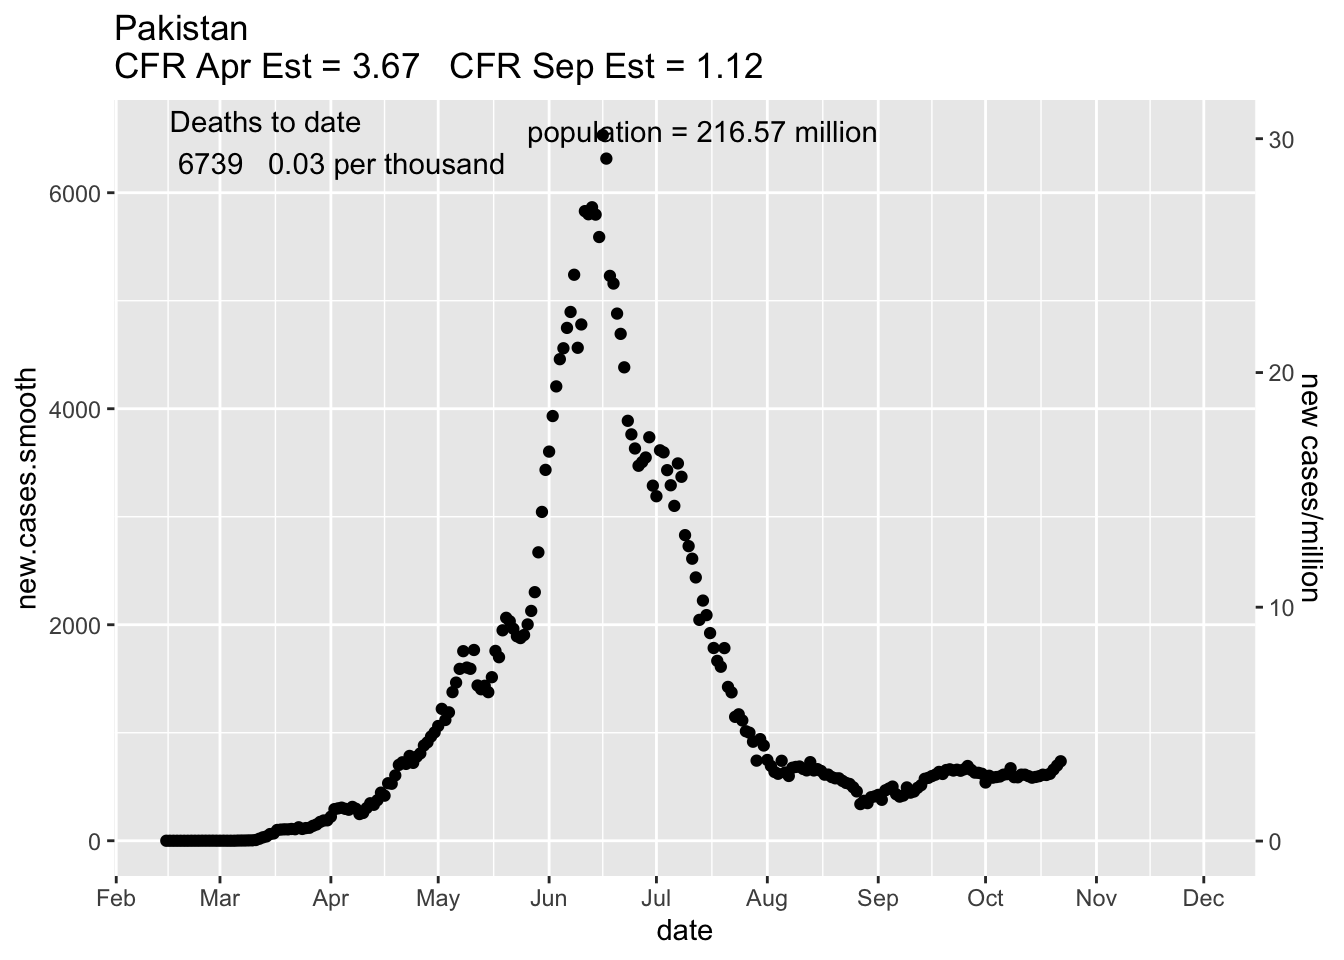 Pakistan
CFR Apr Est = 3.67   CFR Sep Est = 1.12
Deaths to date
6739   0.03 per thousand
population = 216.57 million
new.cases.smooth
6000
4000
2000
0
30
20
10
0
new cases/million
Feb Mar Apr May Jun Jul Aug Sep Oct Nov Dec
date